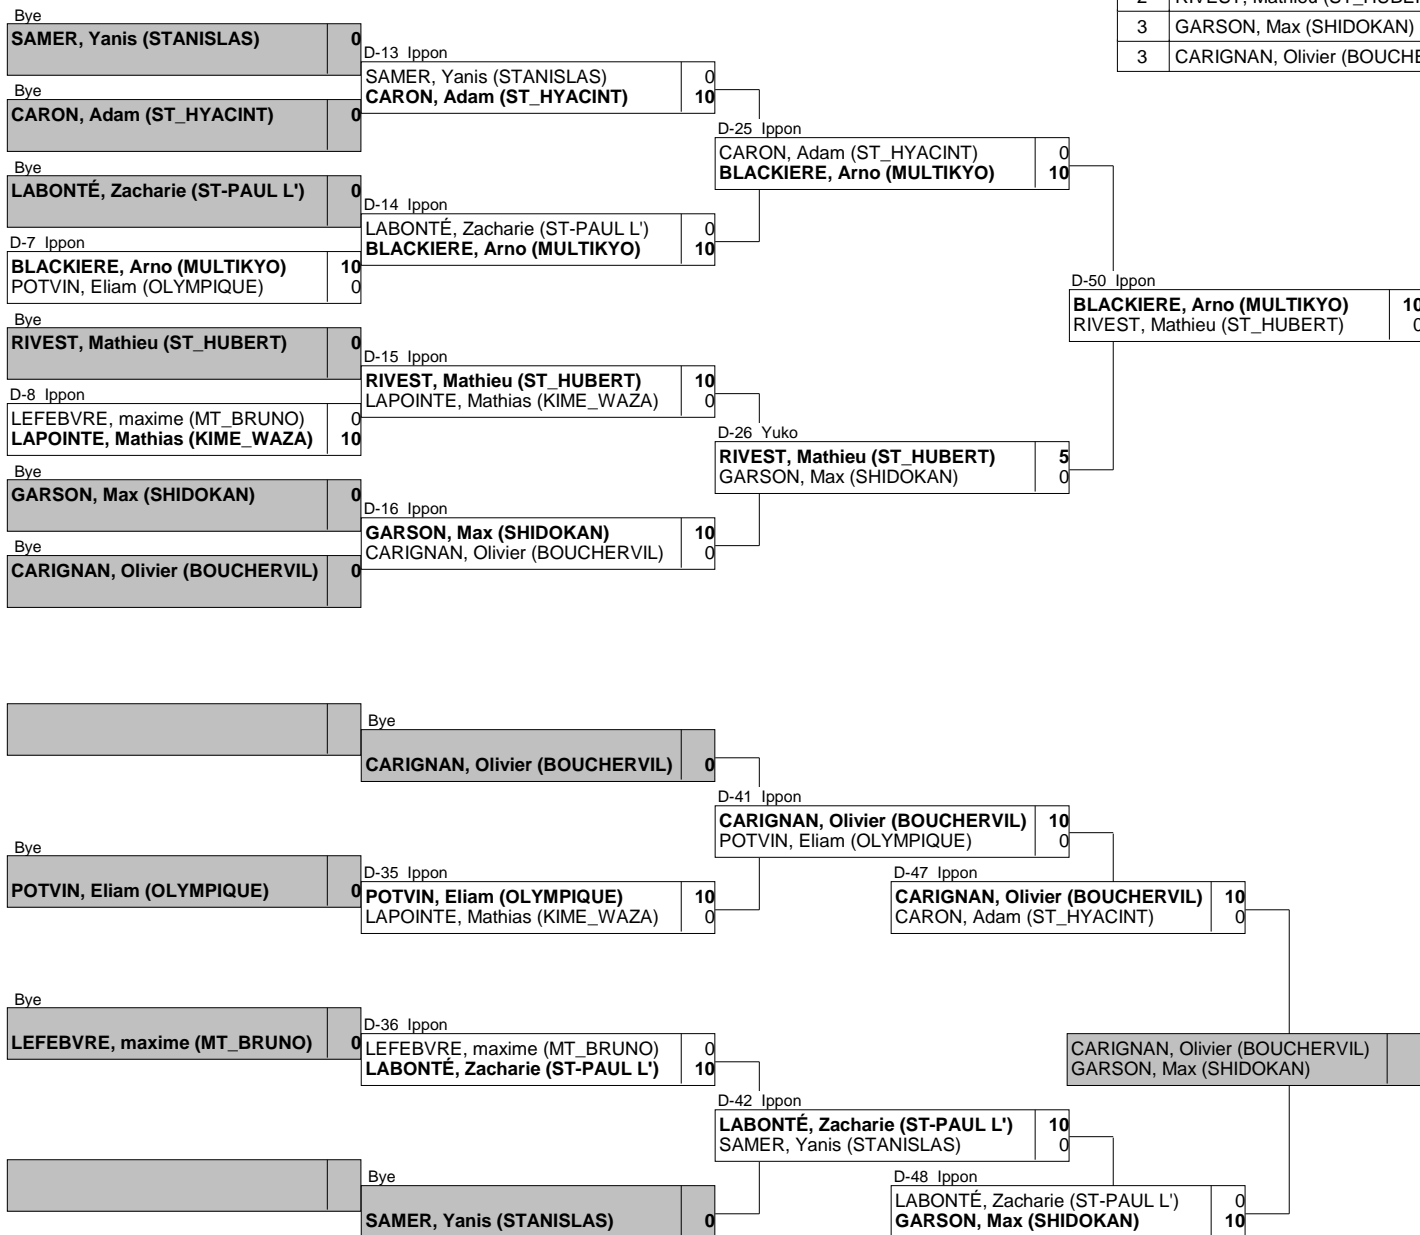 2 RIVEST, Mathieu (ST_HUBER
3 GARSON, Max (SHIDOKAN)
3 CARIGNAN, Olivier (BOUCHE
Bye
SAMER, Yanis (STANISLAS) 0
Bye
CARON, Adam (ST_HYACINT) 0
Bye
LABONTÉ, Zacharie (ST-PAUL L') 0
D-7 Ippon
BLACKIERE, Arno (MULTIKYO) 10
POTVIN, Eliam (OLYMPIQUE) 0
Bye
RIVEST, Mathieu (ST_HUBERT) 0
D-8 Ippon
LEFEBVRE, maxime (MT_BRUNO) 0
LAPOINTE, Mathias (KIME_WAZA) 10
Bye
GARSON, Max (SHIDOKAN) 0
Bye
CARIGNAN, Olivier (BOUCHERVIL) 0
D-13 Ippon
SAMER, Yanis (STANISLAS) 0
CARON, Adam (ST_HYACINT) 10
D-14 Ippon
LABONTÉ, Zacharie (ST-PAUL L') 0
BLACKIERE, Arno (MULTIKYO) 10
D-15 Ippon
RIVEST, Mathieu (ST_HUBERT) 10
LAPOINTE, Mathias (KIME_WAZA) 0
D-16 Ippon
GARSON, Max (SHIDOKAN) 10
CARIGNAN, Olivier (BOUCHERVIL) 0
D-25 Ippon
CARON, Adam (ST_HYACINT) 0
BLACKIERE, Arno (MULTIKYO) 10
D-26 Yuko
RIVEST, Mathieu (ST_HUBERT) 5
GARSON, Max (SHIDOKAN) 0
D-50 Ippon
BLACKIERE, Arno (MULTIKYO) 10
RIVEST, Mathieu (ST_HUBERT) 0
Bye
POTVIN, Eliam (OLYMPIQUE) 0
Bye
LEFEBVRE, maxime (MT_BRUNO) 0
Bye
CARIGNAN, Olivier (BOUCHERVIL) 0
D-35 Ippon
POTVIN, Eliam (OLYMPIQUE) 10
LAPOINTE, Mathias (KIME_WAZA) 0
D-36 Ippon
LEFEBVRE, maxime (MT_BRUNO) 0
LABONTÉ, Zacharie (ST-PAUL L') 10
Bye
SAMER, Yanis (STANISLAS) 0
D-41 Ippon
CARIGNAN, Olivier (BOUCHERVIL) 10
POTVIN, Eliam (OLYMPIQUE) 0
D-42 Ippon
LABONTÉ, Zacharie (ST-PAUL L') 10
SAMER, Yanis (STANISLAS) 0
D-47 Ippon
CARIGNAN, Olivier (BOUCHERVIL) 10
CARON, Adam (ST_HYACINT) 0
D-48 Ippon
LABONTÉ, Zacharie (ST-PAUL L') 0
GARSON, Max (SHIDOKAN) 10
CARIGNAN, Olivier (BOUCHERVIL)
GARSON, Max (SHIDOKAN)